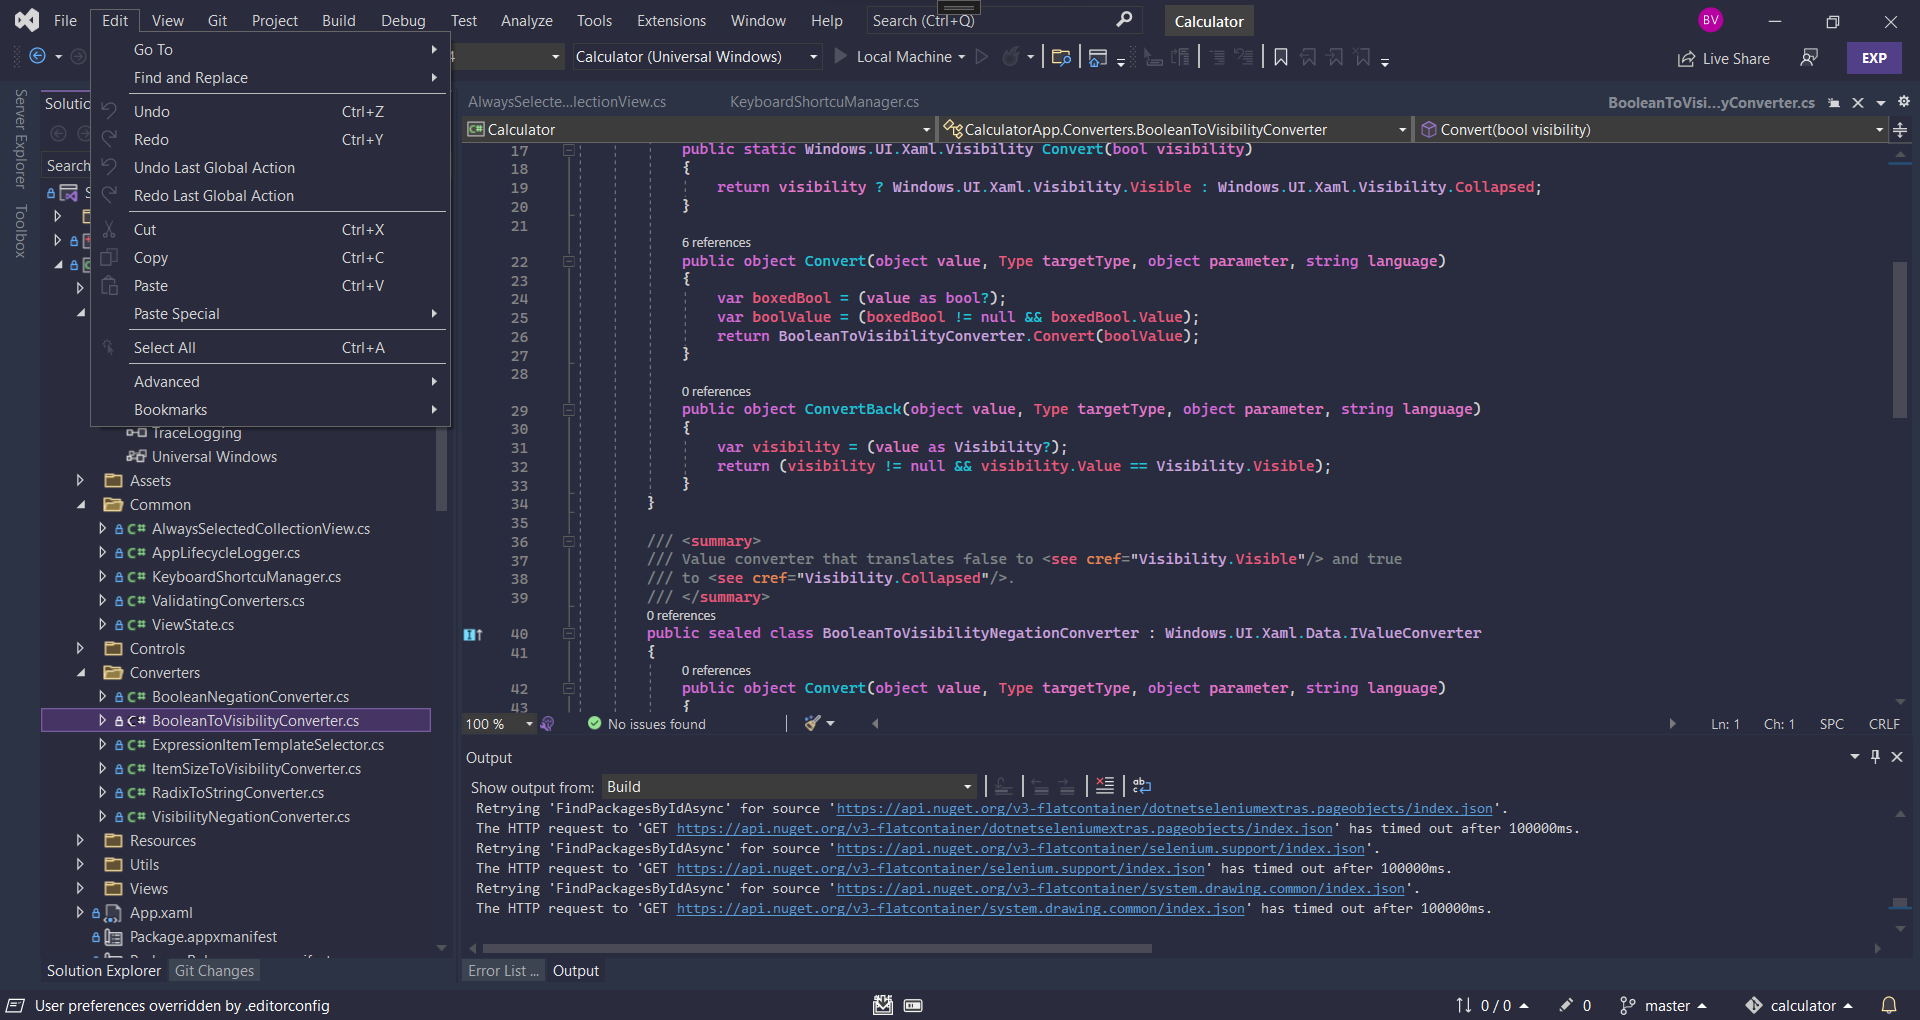 File Edit View Git Project Build Debug Test Analyze Tools Extensions Window Help Search (Ctrl+Q) Calculator BV
Calculator (Universal Windows) Local Machine Live Share EXP
Go To
Find and Replace
Undo Ctrl+Z
Redo Ctrl+Y
Undo Last Global Action
Redo Last Global Action
Cut Ctrl+X
Copy Ctrl+C
Paste Ctrl+V
Paste Special
Select All Ctrl+A
Advanced
Bookmarks
Server Explorer
Toolbox
Search
TraceLogging
Universal Windows
Assets
Common
C# AlwaysSelectedCollectionView.cs
C# AppLifecycleLogger.cs
C# KeyboardShortcuManager.cs
C# ValidatingConverters.cs
C# ViewState.cs
Controls
Converters
C# BooleanNegationConverter.cs
C# BooleanToVisibilityConverter.cs
C# ExpressionItemTemplateSelector.cs
C# ItemSizeToVisibilityConverter.cs
C# RadixToStringConverter.cs
C# VisibilityNegationConverter.cs
Resources
Utils
Views
App.xaml
Package.appxmanifest
Solution Explorer Git Changes
AlwaysSelecte...lectionView.cs KeyboardShortcuManager.cs BooleanToVisi...yConverter.cs
C# Calculator CalculatorApp.Converters.BooleanToVisibilityConverter Convert(bool visibility)
17 public static Windows.UI.Xaml.Visibility Convert(bool visibility)
18 {
19 return visibility ? Windows.UI.Xaml.Visibility.Visible : Windows.UI.Xaml.Visibility.Collapsed;
20 }
21
6 references
22 public object Convert(object value, Type targetType, object parameter, string language)
23 {
24 var boxedBool = (value as bool?);
25 var boolValue = (boxedBool != null && boxedBool.Value);
26 return BooleanToVisibilityConverter.Convert(boolValue);
27 }
28
0 references
29 public object ConvertBack(object value, Type targetType, object parameter, string language)
30 {
31 var visibility = (value as Visibility?);
32 return (visibility != null && visibility.Value == Visibility.Visible);
33 }
34 }
35
36 /// <summary>
37 /// Value converter that translates false to <see cref="Visibility.Visible"/> and true
38 /// to <see cref="Visibility.Collapsed"/>.
39 /// </summary>
0 references
40 public sealed class BooleanToVisibilityNegationConverter : Windows.UI.Xaml.Data.IValueConverter
41 {
0 references
42 public object Convert(object value, Type targetType, object parameter, string language)
43 {
100 % No issues found Ln: 1 Ch: 1 SPC CRLF
Output
Show output from: Build
Retrying 'FindPackagesByIdAsync' for source 'https://api.nuget.org/v3-flatcontainer/dotnetseleniumextras.pageobjects/index.json'.
The HTTP request to 'GET https://api.nuget.org/v3-flatcontainer/dotnetseleniumextras.pageobjects/index.json' has timed out after 100000ms.
Retrying 'FindPackagesByIdAsync' for source 'https://api.nuget.org/v3-flatcontainer/selenium.support/index.json'.
The HTTP request to 'GET https://api.nuget.org/v3-flatcontainer/selenium.support/index.json' has timed out after 100000ms.
Retrying 'FindPackagesByIdAsync' for source 'https://api.nuget.org/v3-flatcontainer/system.drawing.common/index.json'.
The HTTP request to 'GET https://api.nuget.org/v3-flatcontainer/system.drawing.common/index.json' has timed out after 100000ms.
Error List ... Output
User preferences overridden by .editorconfig 0 / 0 0 master calculator